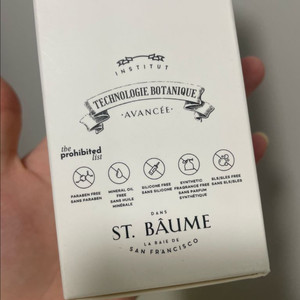 INSTITUT
TECHNOLOGIE BOTANIQUE
AVANCÉE
the
prohibited
list
PARABEN FREE
SANS PARABEN
MINERAL OIL
FREE
SANS HUILE
MINÉRALE
SILICONE FREE
SANS SILICONE
SYNTHETIC
FRAGRANCE FREE
SANS PARFUM
SYNTHÉTIQUE
SLS/SLES FREE
SANS SLS/SLES
DANS
ST. BÂUME
LA BAIE DE
SAN FRANCISCO